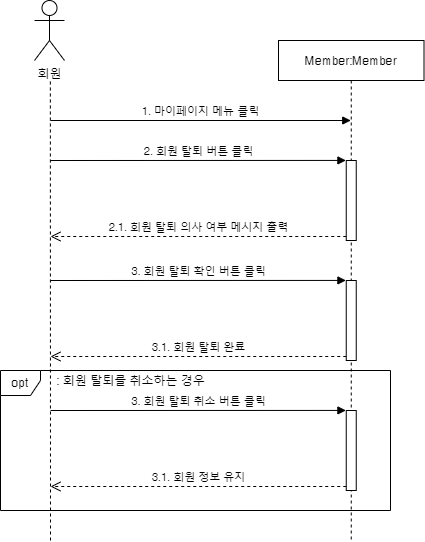 회원
Member:Member
1. 마이페이지 메뉴 클릭
2. 회원 탈퇴 버튼 클릭
2.1. 회원 탈퇴 의사 여부 메시지 출력
3. 회원 탈퇴 확인 버튼 클릭
3.1. 회원 탈퇴 완료
opt
: 회원 탈퇴를 취소하는 경우
3. 회원 탈퇴 취소 버튼 클릭
3.1. 회원 정보 유지